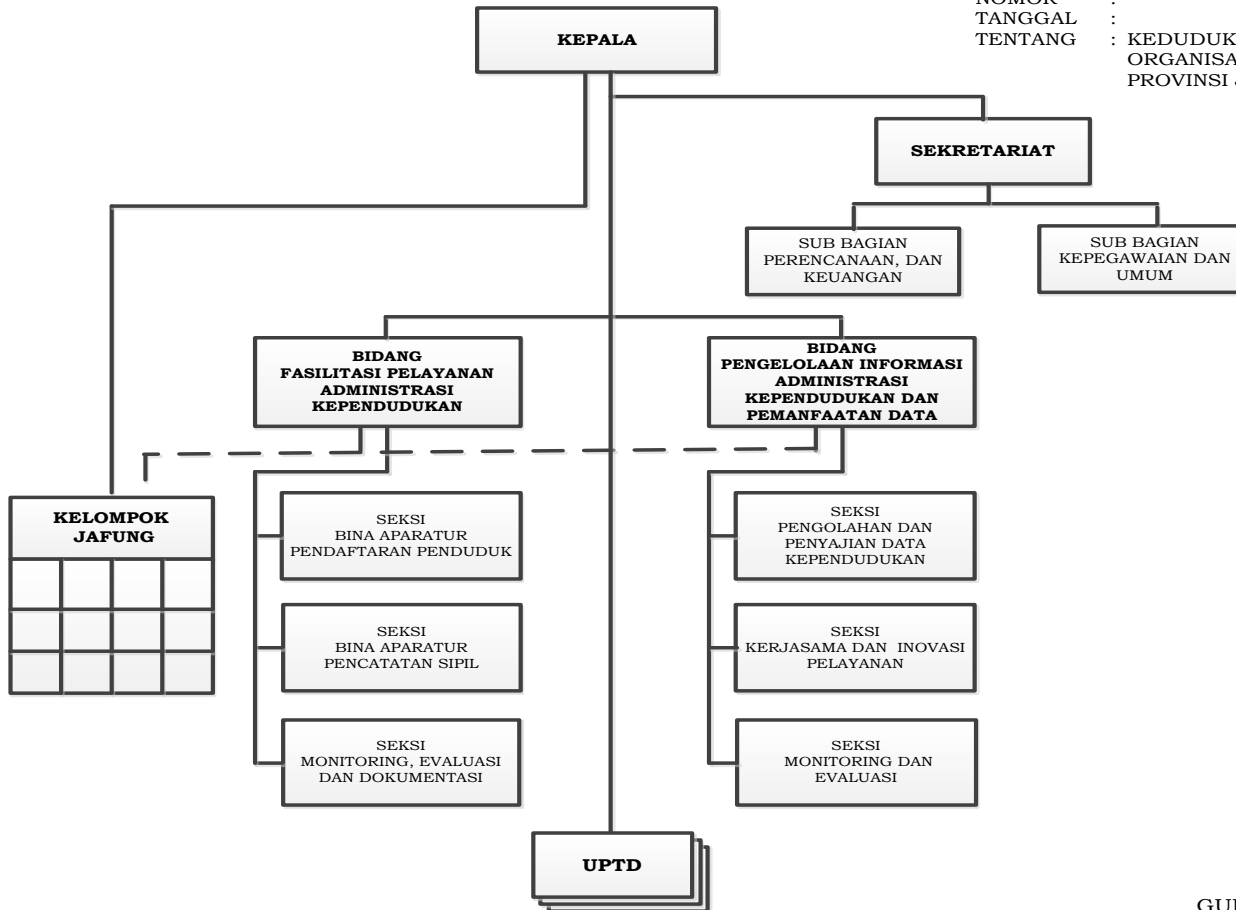 NOMOR :
TANGGAL :
TENTANG : KEDUDUK
ORGANISA
PROVINSI
KEPALA
SEKRETARIAT
SUB BAGIAN
PERENCANAAN, DAN
KEUANGAN
SUB BAGIAN
KEPEGAWAIAN DAN
UMUM
BIDANG
FASILITASI PELAYANAN
ADMINISTRASI
KEPENDUDUKAN
BIDANG
PENGELOLAAN INFORMASI
ADMINISTRASI
KEPENDUDUKAN DAN
PEMANFAATAN DATA
KELOMPOK
JAFUNG
SEKSI
BINA APARATUR
PENDAFTARAN PENDUDUK
SEKSI
PENGOLAHAN DAN
PENYAJIAN DATA
KEPENDUDUKAN
SEKSI
BINA APARATUR
PENCATATAN SIPIL
SEKSI
KERJASAMA DAN INOVASI
PELAYANAN
SEKSI
MONITORING, EVALUASI
DAN DOKUMENTASI
SEKSI
MONITORING DAN
EVALUASI
UPTD
GU